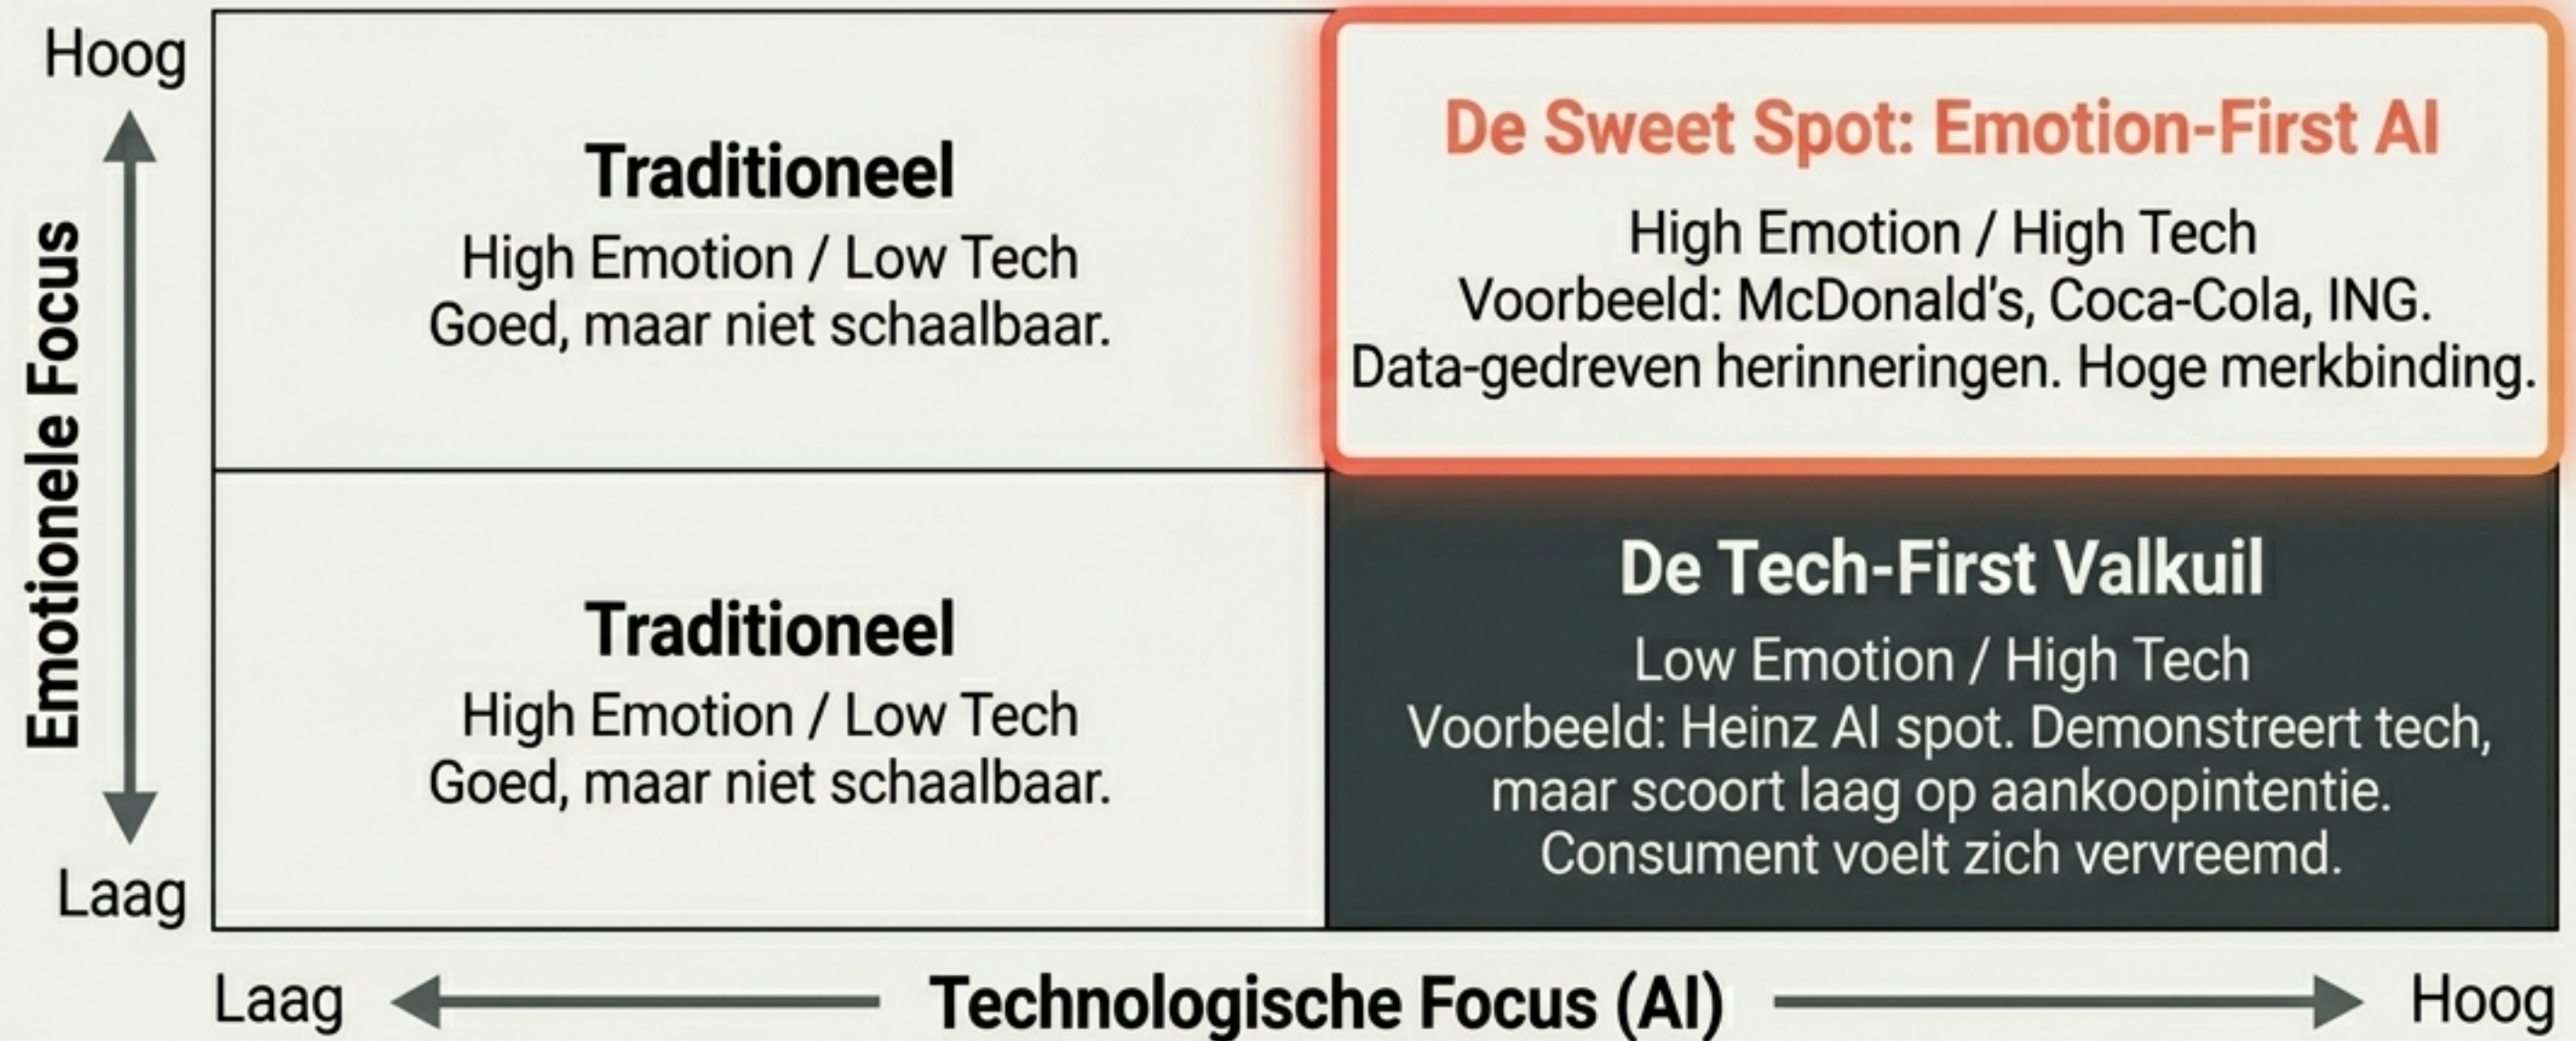 Hoog
Emotionele Focus
Laag
Traditioneel
High Emotion / Low Tech
Goed, maar niet schaalbaar.
De Sweet Spot: Emotion-First AI
High Emotion / High Tech
Voorbeeld: McDonald's, Coca-Cola, ING.
Data-gedreven herinneringen. Hoge merkbinding.
Traditioneel
High Emotion / Low Tech
Goed, maar niet schaalbaar.
De Tech-First Valkuil
Low Emotion / High Tech
Voorbeeld: Heinz AI spot. Demonstreert tech,
maar scoort laag op aankoopintentie.
Consument voelt zich vervreemd.
Laag
Technologische Focus (AI)
Hoog